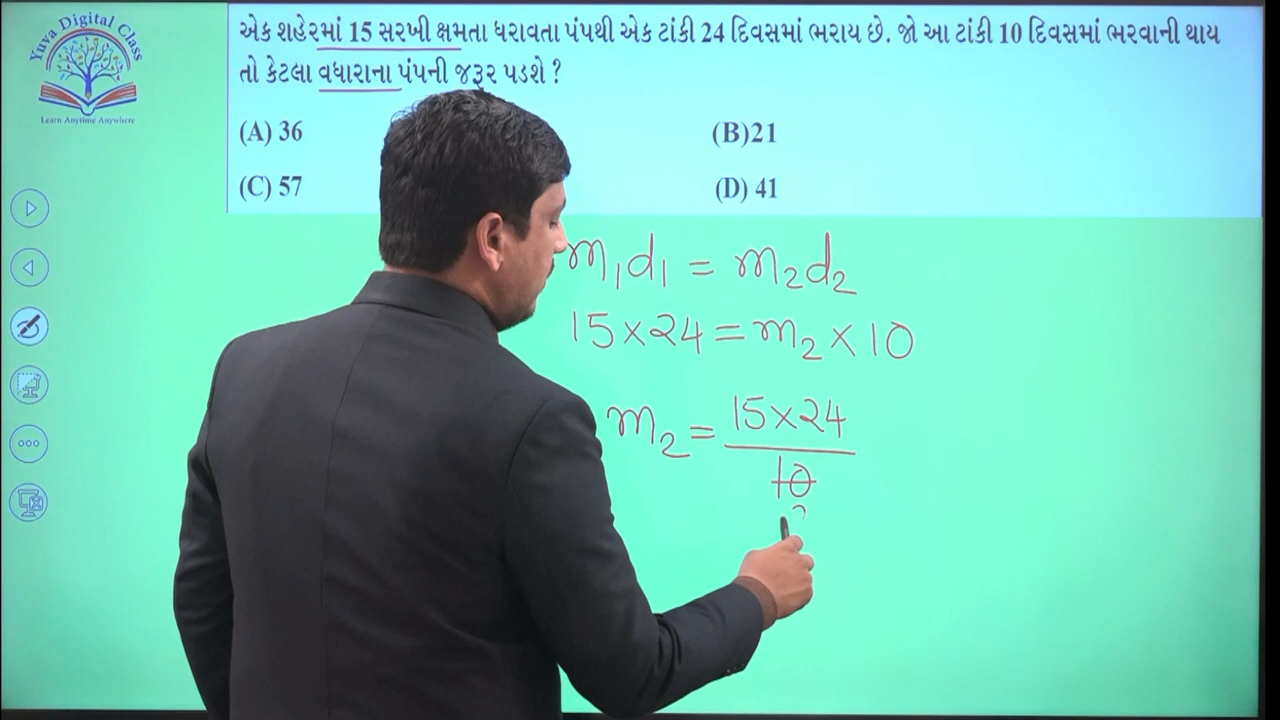 Yuva Digital Class
Learn Anytime Anywhere
એક શહેરમાં 15 સરખી ક્ષમતા ધરાવતા પંપથી એક ટાંકી 24 દિવસમાં ભરાય છે. જો આ ટાંકી 10 દિવસમાં ભરવાની થાય
તો કેટલા વધારાના પંપની જરૂર પડશે ?
(A) 36
(B)21
(C) 57
(D) 41
m₁d₁ = m₂d₂
15×24 = m₂ × 10
m₂ = 15×24
10